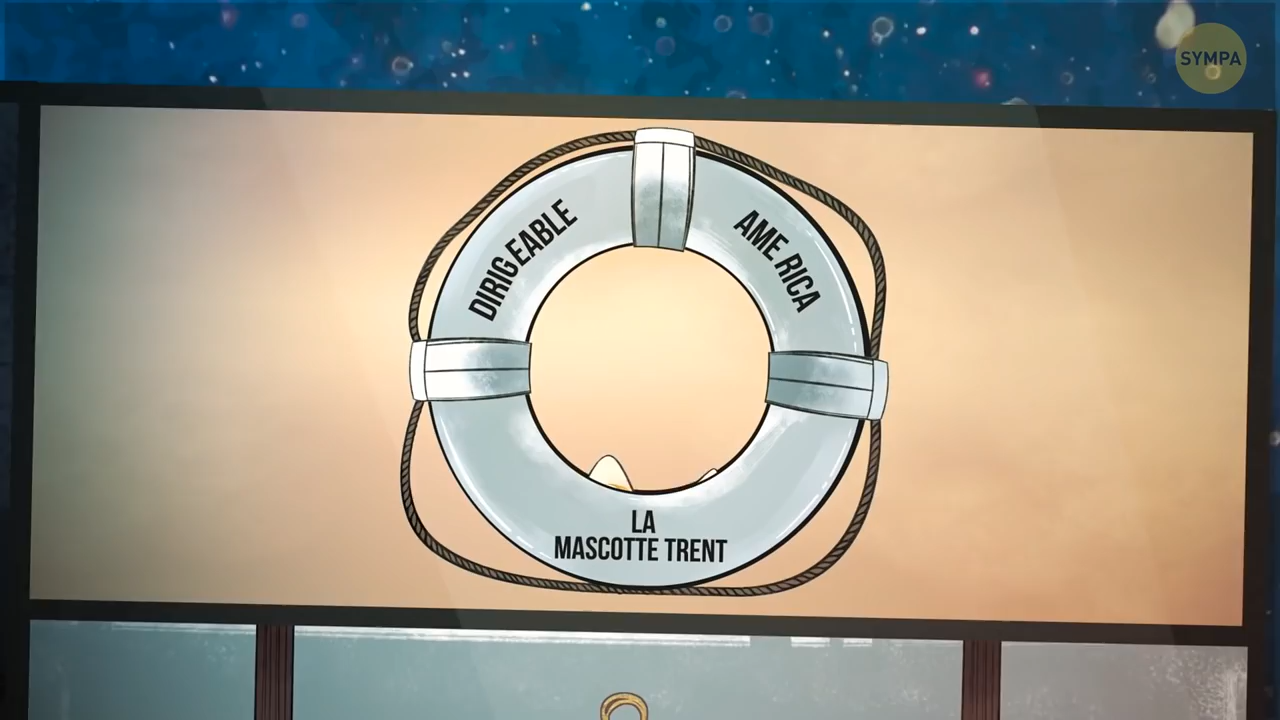 SYMPA
DIRIGEABLE
AME RICA
LA
MASCOTTE TRENT